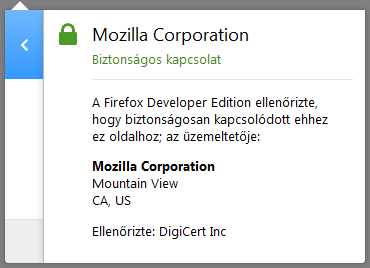 Mozilla Corporation
Biztonságos kapcsolat
A Firefox Developer Edition ellenőrizte,
hogy biztonságosan kapcsolódott ehhez
ez oldalhoz; az üzemeltetője:
Mozilla Corporation
Mountain View
CA, US
Ellenőrizte: DigiCert Inc